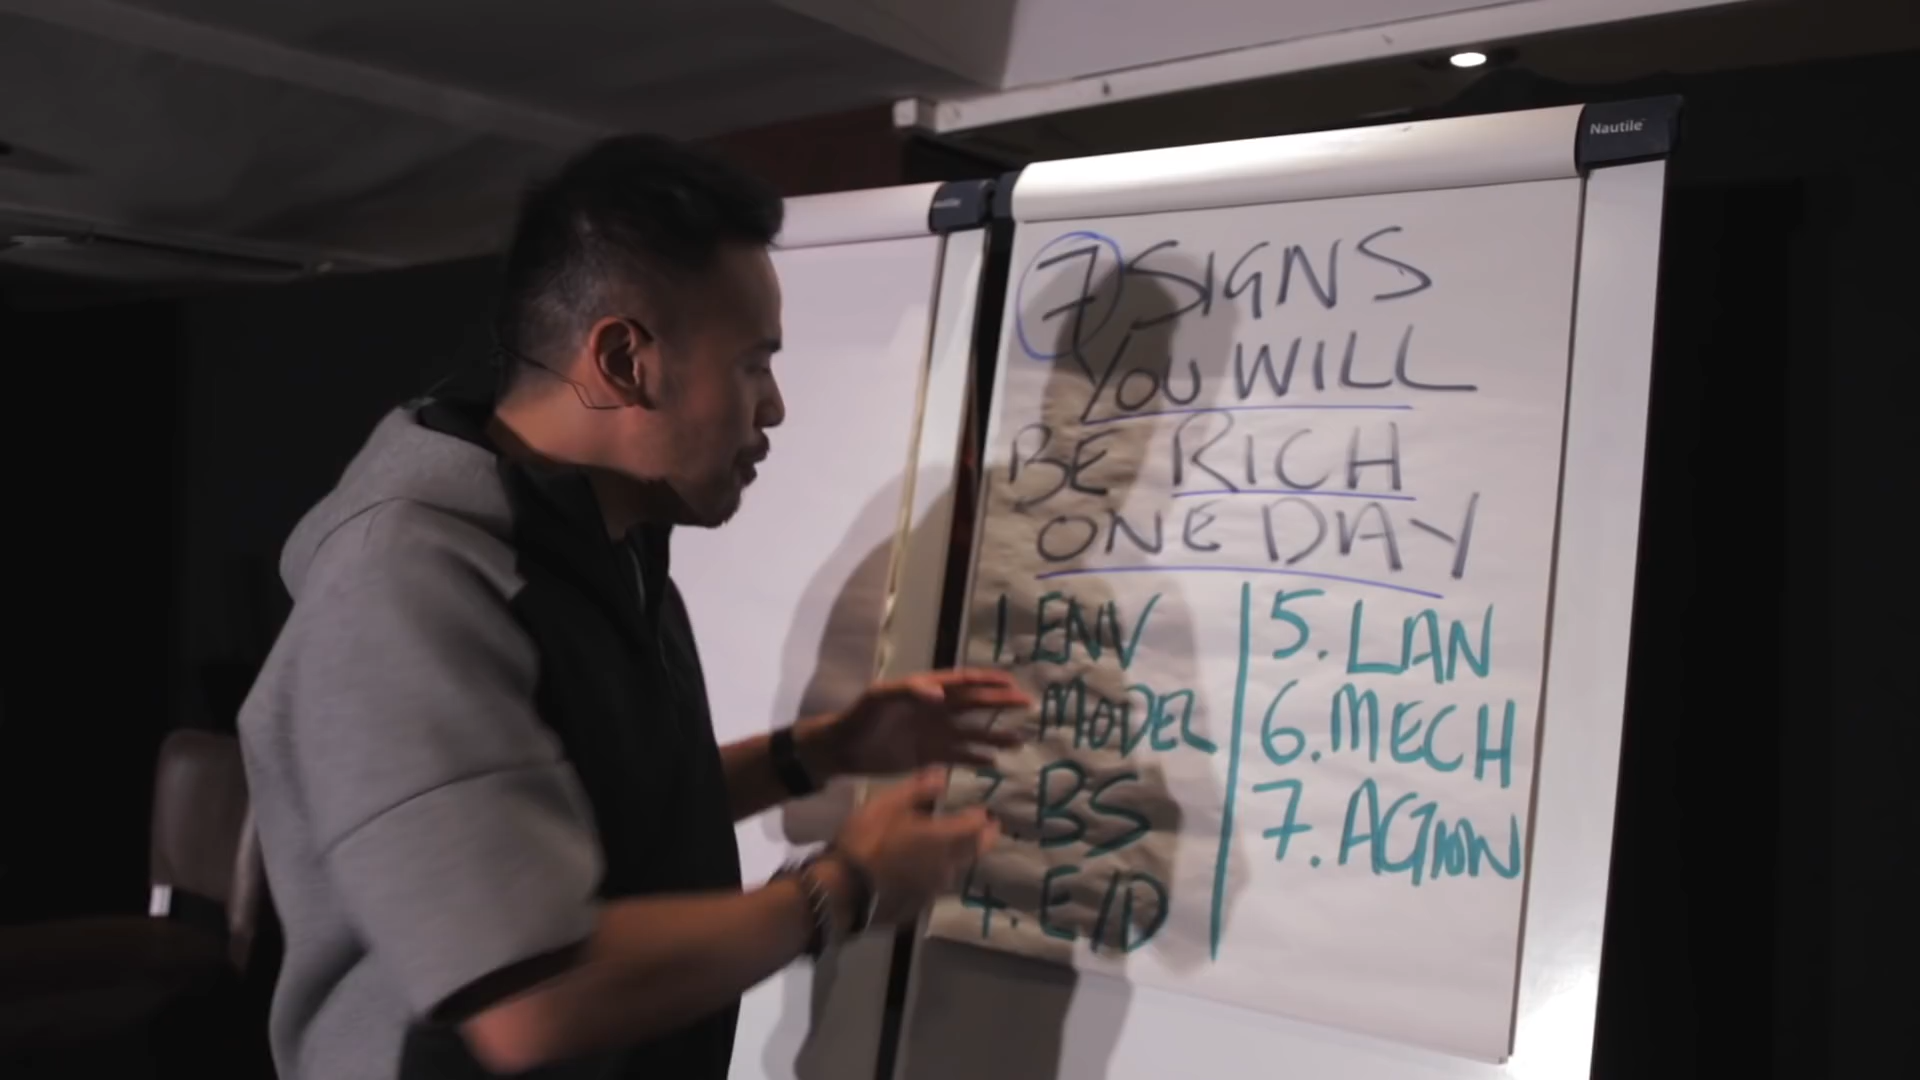 Nautile
7 SIGNS
YOU WILL
BE RICH
ONE DAY
1. ENV
MODEL
3. BS
4. E/D
5. LAN
6. MECH
7. ACTION